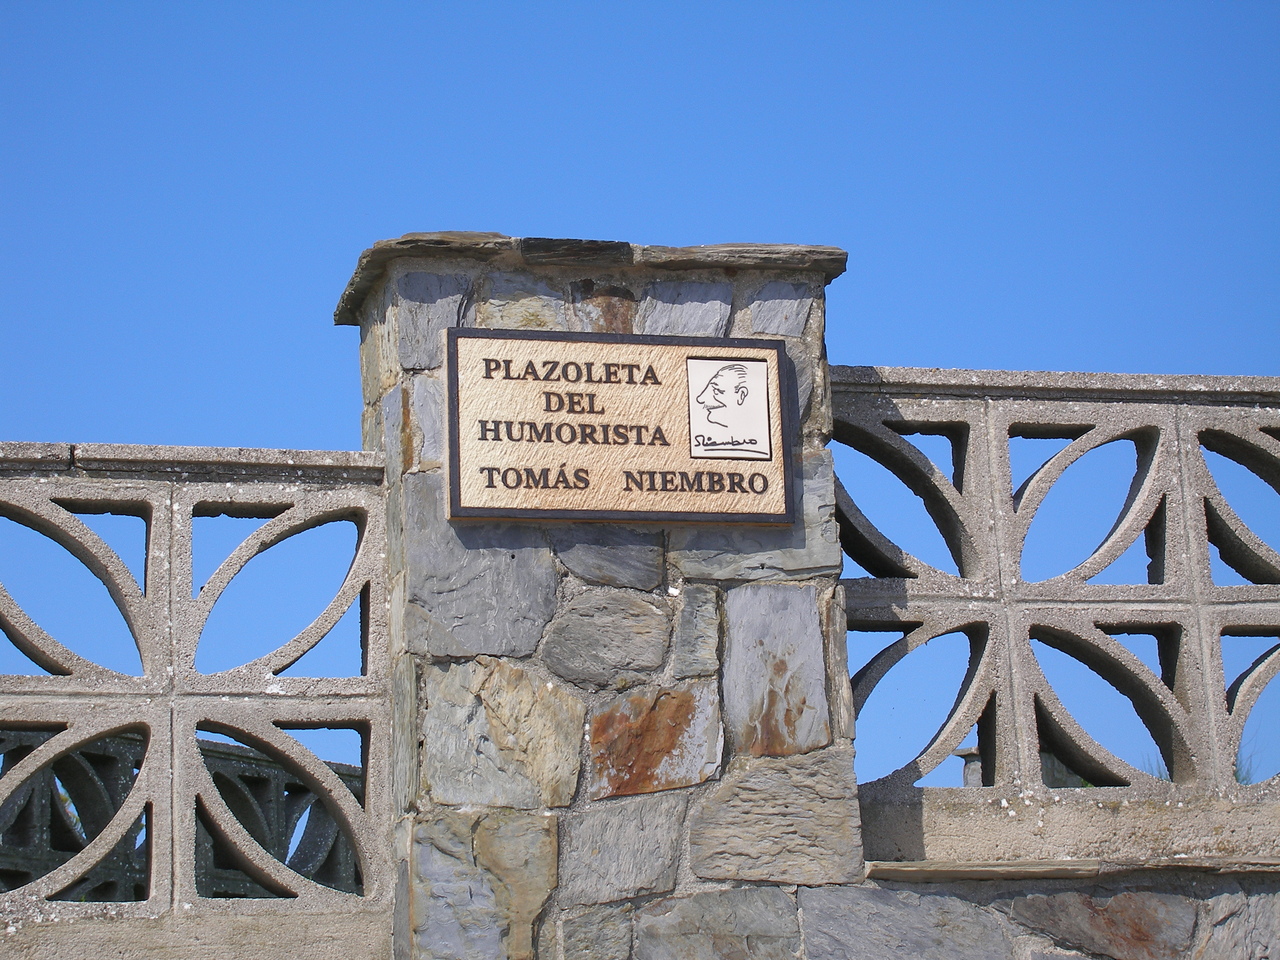 PLAZOLETA
DEL
HUMORISTA
TOMÁS NIEMBRO
Niembro